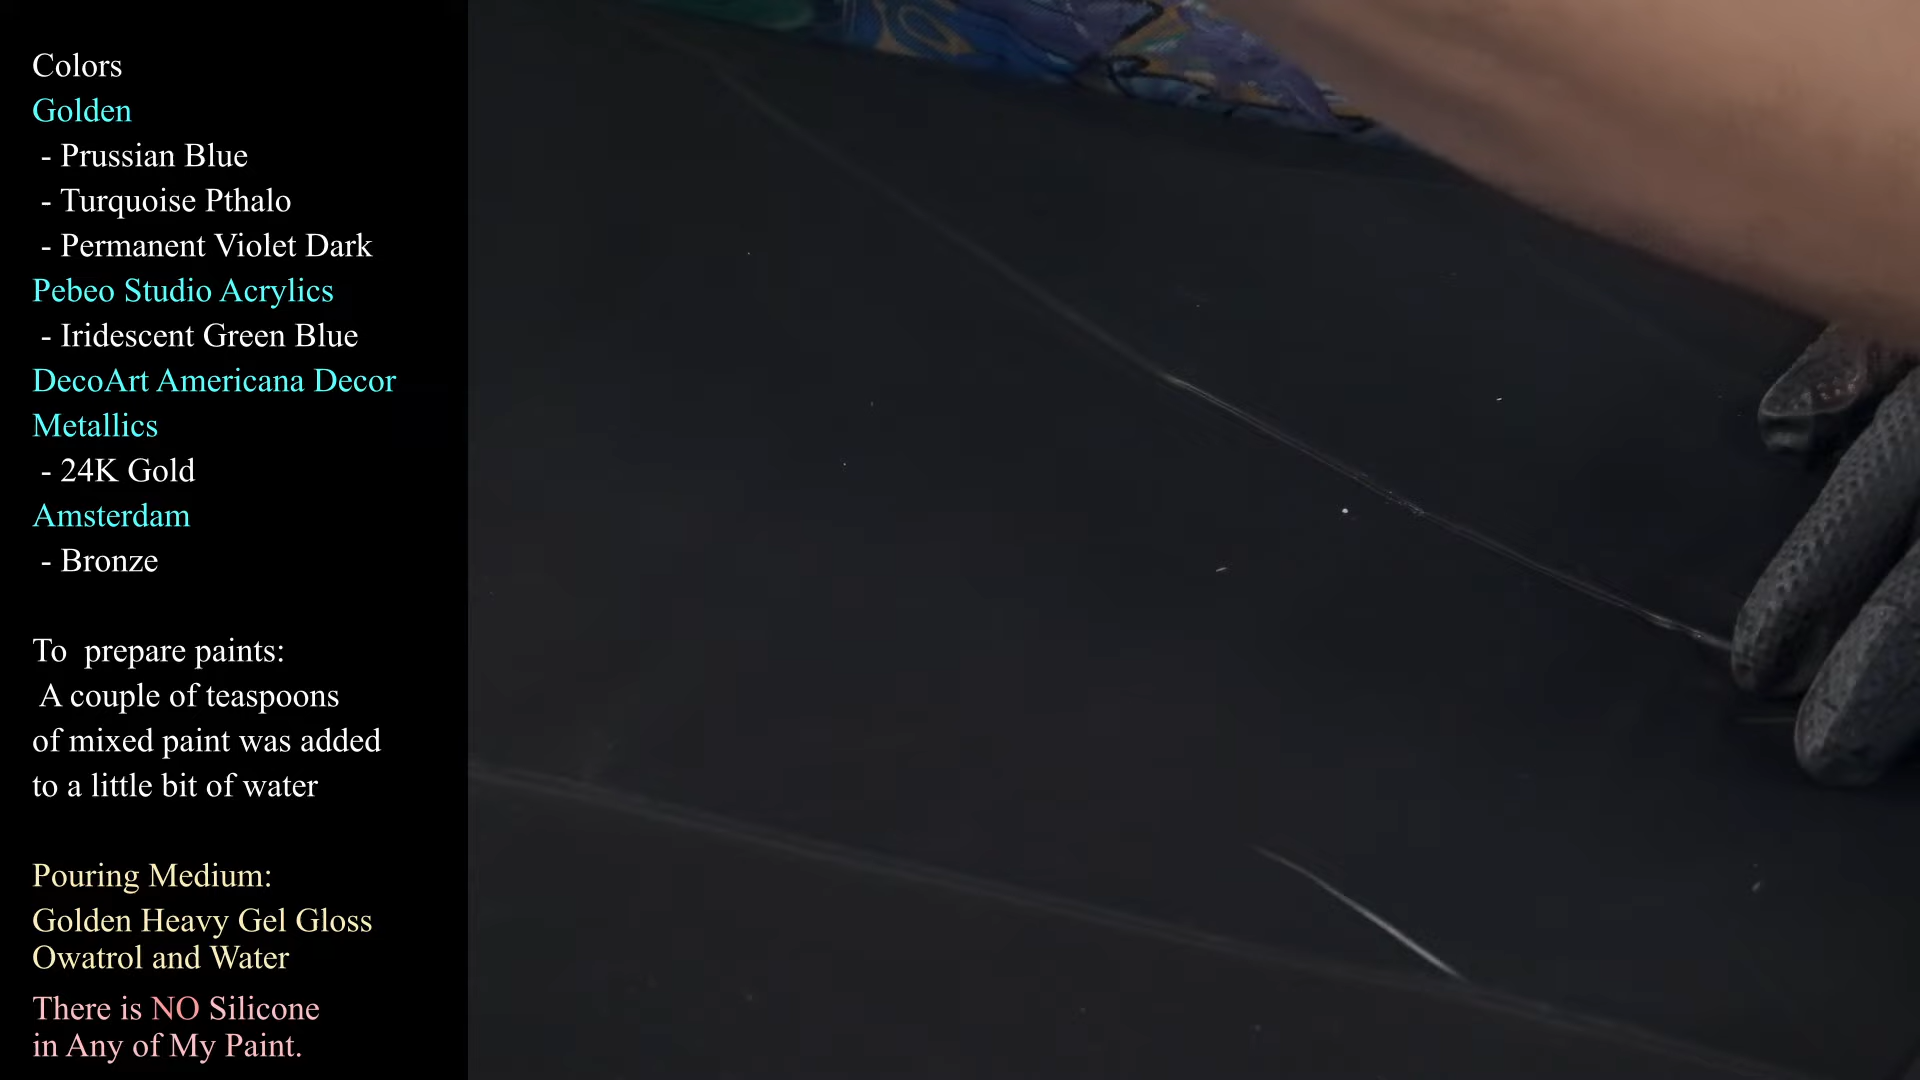 Colors
Golden
- Prussian Blue
- Turquoise Pthalo
- Permanent Violet Dark
Pebeo Studio Acrylics
- Iridescent Green Blue
DecoArt Americana Decor
Metallics
- 24K Gold
Amsterdam
- Bronze
To prepare paints:
A couple of teaspoons
of mixed paint was added
to a little bit of water
Pouring Medium:
Golden Heavy Gel Gloss
Owatrol and Water
There is NO Silicone
in Any of My Paint.